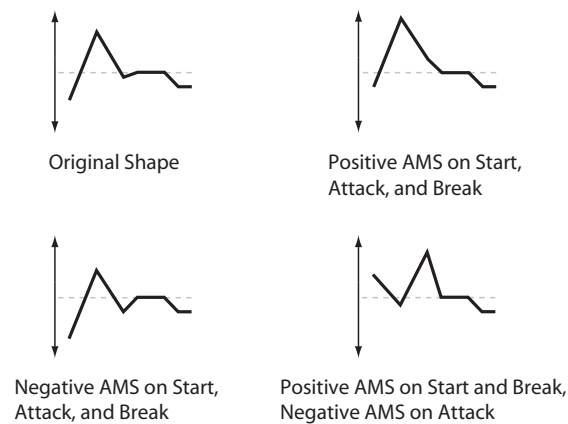 Original Shape
Positive AMS on Start,
Attack, and Break
Negative AMS on Start,
Attack, and Break
Positive AMS on Start and Break,
Negative AMS on Attack